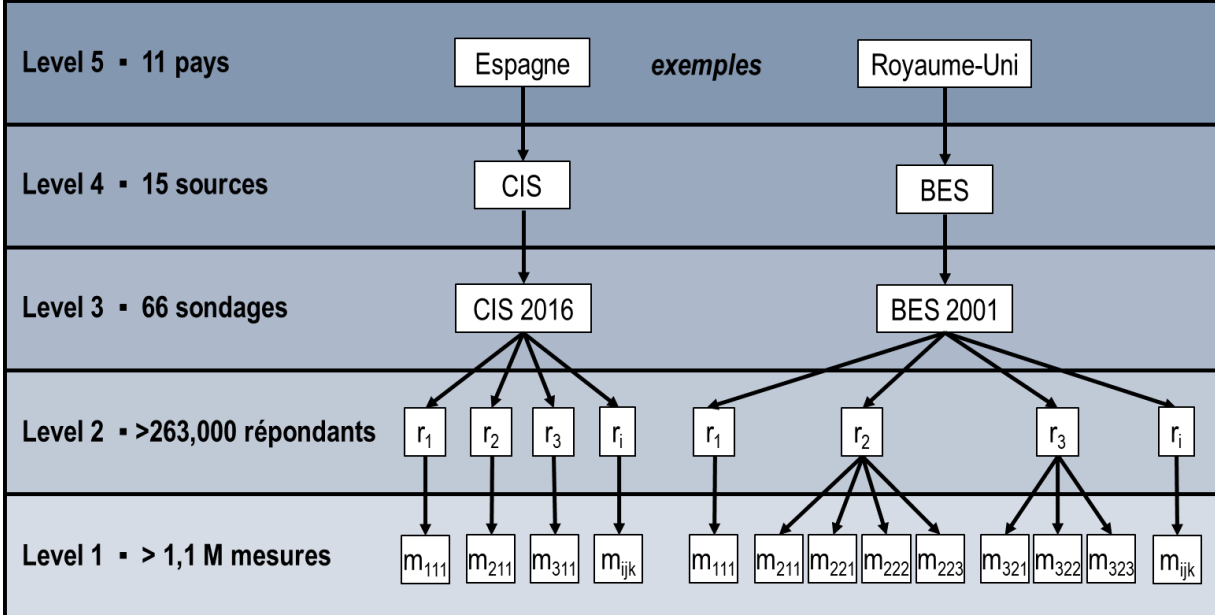 Level 5 ▪ 11 pays Espagne exemples Royaume-Uni
Level 4 ▪ 15 sources CIS BES
Level 3 ▪ 66 sondages CIS 2016 BES 2001
Level 2 ▪ >263,000 répondants r₁ r₂ r₃ rᵢ r₁ r₂ r₃ rᵢ
Level 1 ▪ > 1,1 M mesures m₁₁₁ m₂₁₁ m₃₁₁ mᵢⱼₖ m₁₁₁ m₂₁₁ m₂₂₁ m₂₂₂ m₂₂₃ m₃₂₁ m₃₂₂ m₃₂₃ mᵢⱼₖ